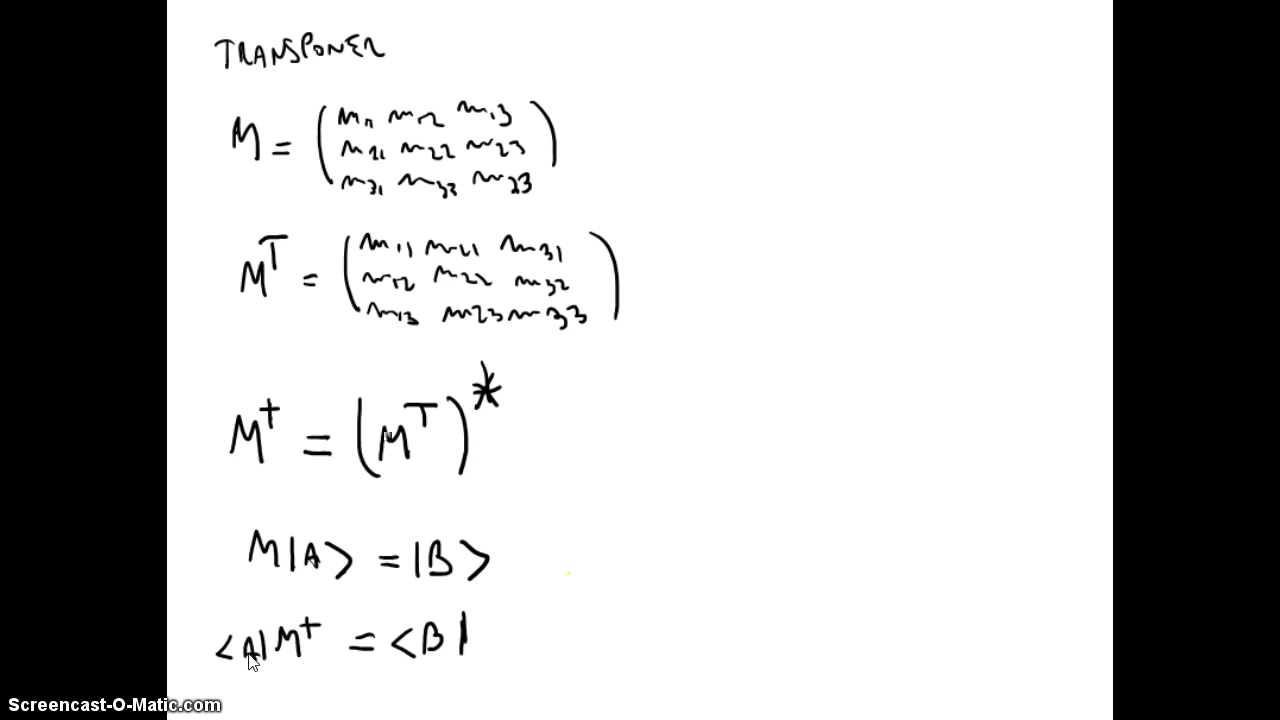 TRANSPONER
M = ( m11 m12 m13
m21 m22 m23
m31 m32 m23 )
M^T = ( m11 m21 m31
m12 m22 m32
m13 m23 m33 )
M† = (M^T)*
M|A> = |B>
<A|M† = <B|
Screencast-O-Matic.com